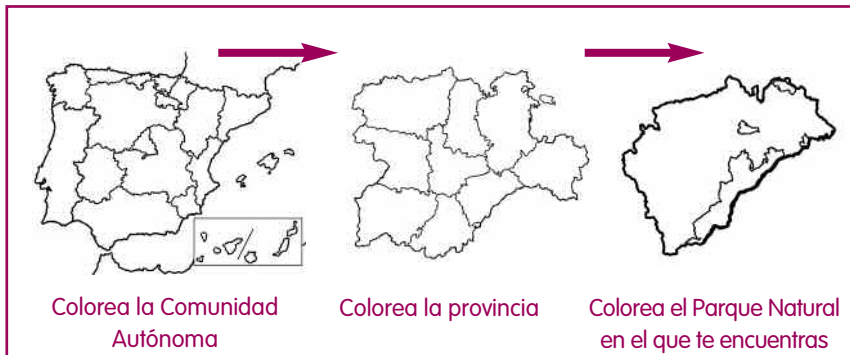 Colorea la Comunidad
Autónoma
Colorea la provincia
Colorea el Parque Natural
en el que te encuentras